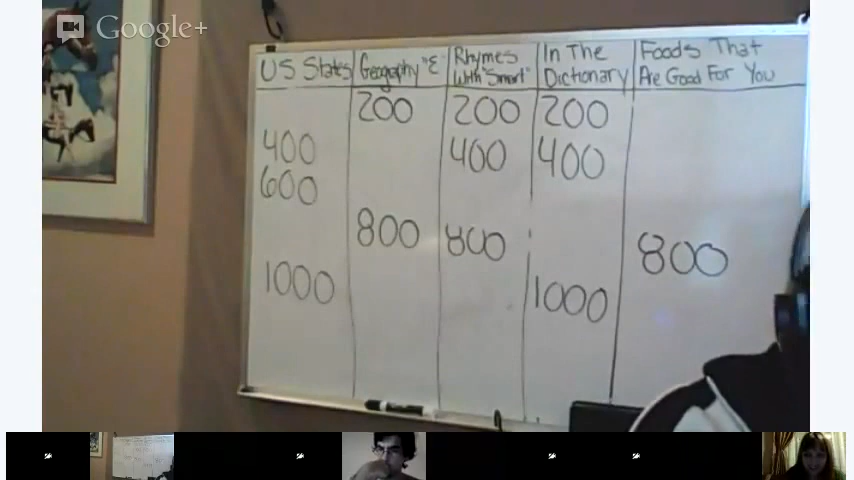 Google+
US States Geography "E" Rhymes With "Smart" In The Dictionary Foods That Are Good For You
200 200 200
400 400 400
600
800 800 800
1000 1000